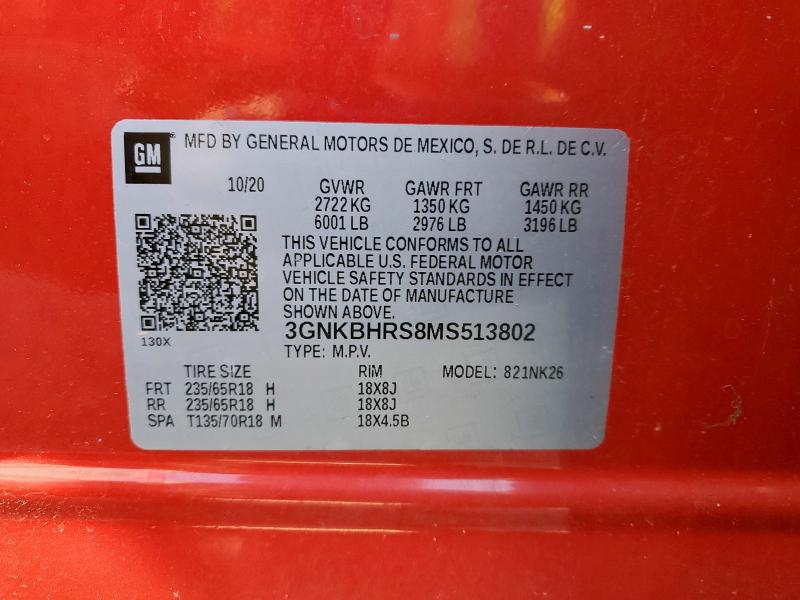 GM
MFD BY GENERAL MOTORS DE MEXICO, S. DE R.L. DE C.V.
10/20 GVWR GAWR FRT GAWR RR
2722 KG 1350 KG 1450 KG
6001 LB 2976 LB 3196 LB
THIS VEHICLE CONFORMS TO ALL
APPLICABLE U.S. FEDERAL MOTOR
VEHICLE SAFETY STANDARDS IN EFFECT
ON THE DATE OF MANUFACTURE
SHOWN ABOVE.
3GNKBHRS8MS513802
130X
TYPE: M.P.V.
TIRE SIZE RIM MODEL: 821NK26
FRT 235/65R18 H 18X8J
RR 235/65R18 H 18X8J
SPA T135/70R18 M 18X4.5B